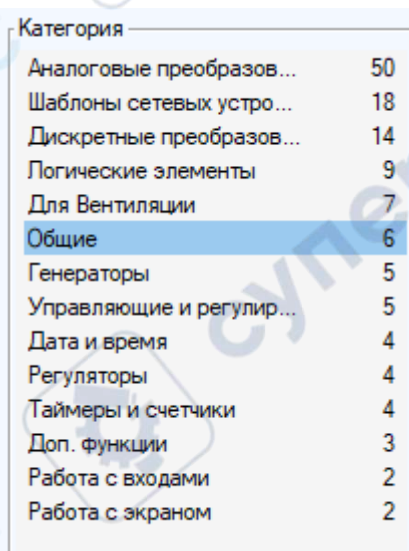 Категория
Аналоговые преобразов... 50
Шаблоны сетевых устро... 18
Дискретные преобразов... 14
Логические элементы 9
Для Вентиляции 7
Общие 6
Генераторы 5
Управляющие и регулир... 5
Дата и время 4
Регуляторы 4
Таймеры и счетчики 4
Доп. функции 3
Работа с входами 2
Работа с экраном 2